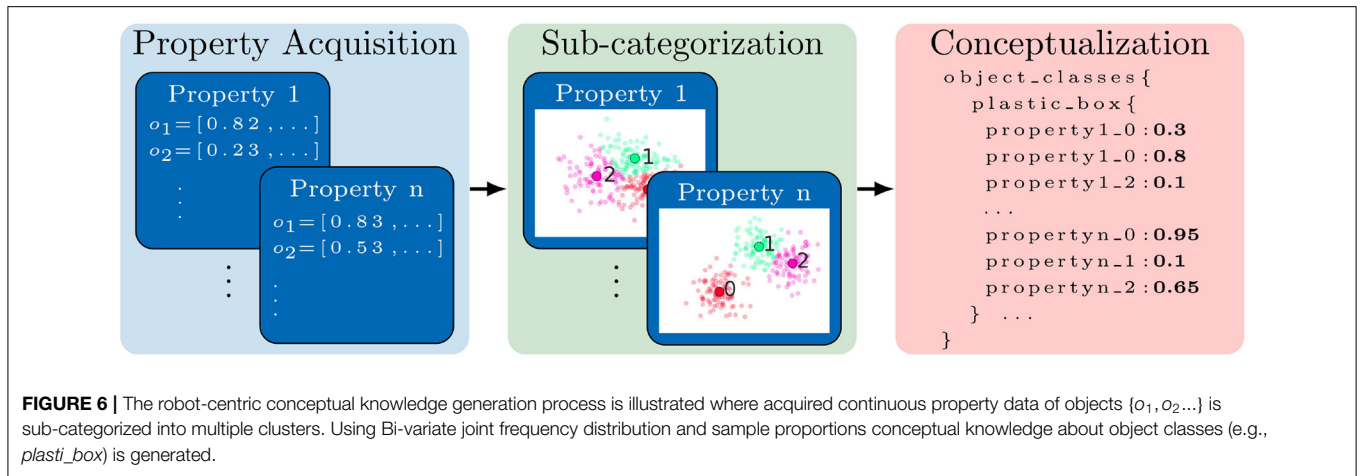 Property Acquisition
Property 1
o1=[0.82,...]
o2=[0.23,...]
.
.
.
Property n
o1=[0.83,...]
o2=[0.53,...]
.
.
.
⋮
Sub-categorization
Property 1
1
2
Property n
1
2
0
⋮
Conceptualization
object_classes{
plastic_box{
property1_0:0.3
property1_0:0.8
property1_2:0.1
...
propertyn_0:0.95
propertyn_1:0.1
propertyn_2:0.65
} ...
}
FIGURE 6 | The robot-centric conceptual knowledge generation process is illustrated where acquired continuous property data of objects {o1, o2...} is
sub-categorized into multiple clusters. Using Bi-variate joint frequency distribution and sample proportions conceptual knowledge about object classes (e.g.,
plasti_box) is generated.